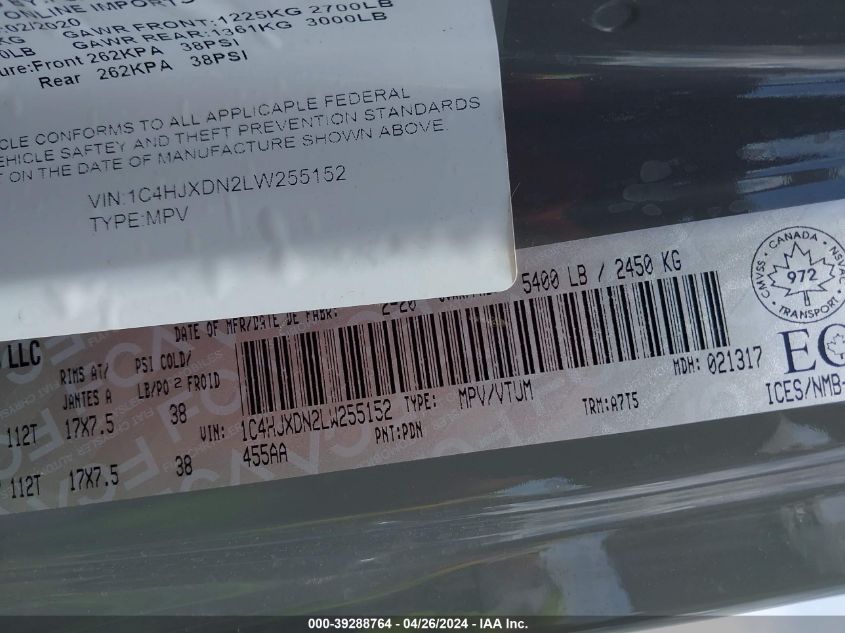 ONLINE IMPORTS
02/2020
KG GAWR FRONT:1225KG 2700LB
LB GAWR REAR:1361KG 3000LB
ure:Front 262KPA 38PSI
Rear 262KPA 38PSI
CLE CONFORMS TO ALL APPLICAPLE FEDERAL
EHICLE SAFTEY AND THEFT PREVENTION STANDARDS
T ON THE DATE OF MANUFACTURE SHOWN ABOVE.
VIN:1C4HJXDN2LW255152
TYPE:MPV
LLC
DATE OF MFR/DATE DE FABR: 2-20
5400 LB / 2450 KG
RIMS AT/ PSI COLD/
JANTES A LB/PO 2 FROID
112T 17X7.5 38
112T 17X7.5 38
VIN: 1C4HJXDN2LW255152 TYPE: MPV/VTUM MDH: 021317
455AA PNT:PDN TRM:A7T5
CANADA
CMVSS NSVAC
972
TRANSPORT
EC
ICES/NMB-
000-39288764 - 04/26/2024 - IAA Inc.